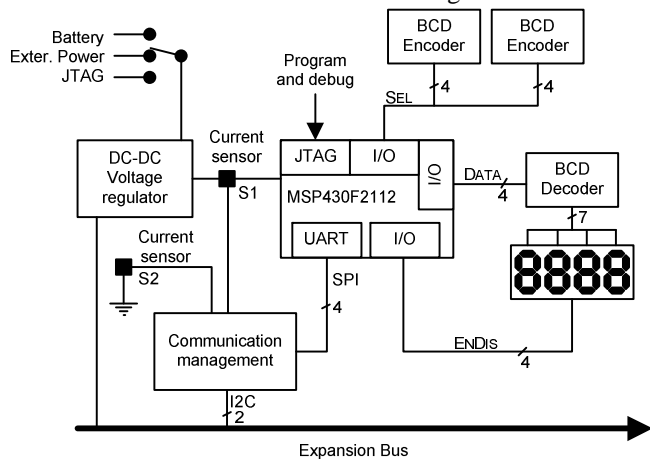 Battery
Exter. Power
JTAG
Program
and debug
BCD
Encoder
BCD
Encoder
4
4
SEL
Current
sensor
DC-DC
Voltage
regulator
S1
JTAG
I/O
I/O
MSP430F2112
DATA
4
BCD
Decoder
7
UART
I/O
Current
sensor
S2
SPI
4
8888
Communication
management
ENDIS
4
I2C
2
Expansion Bus